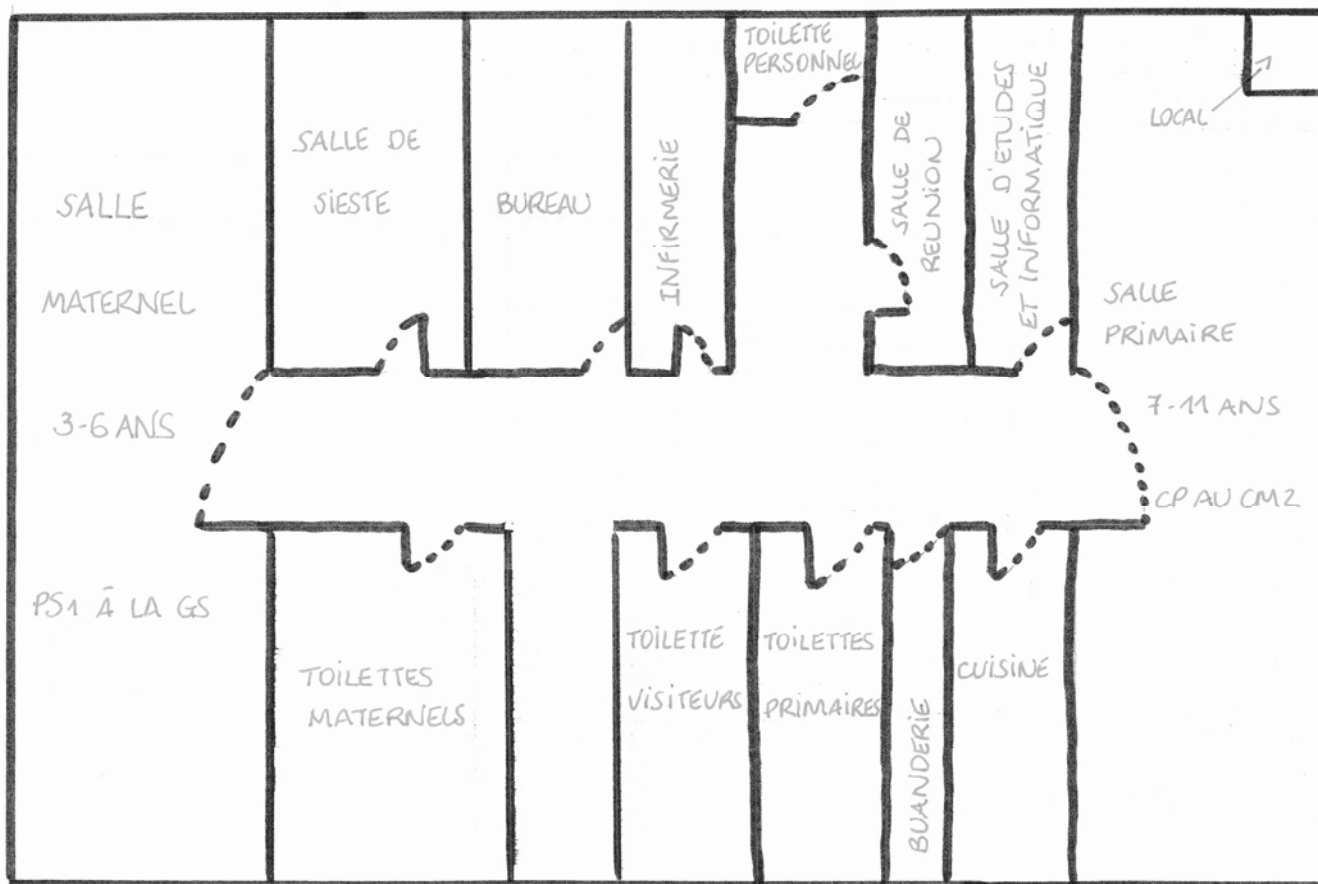 SALLE
MATERNEL
3-6 ANS
PS1 À LA GS
SALLE DE
SIESTE
BUREAU
INFIRMERIE
TOILETTE
PERSONNEL
SALLE DE
REUNION
SALLE D'ETUDES
ET INFORMATIQUE
LOCAL
SALLE
PRIMAIRE
7-11 ANS
CP AU CM2
TOILETTES
MATERNELS
TOILETTE
VISITEURS
TOILETTES
PRIMAIRES
BUANDERIE
CUISINE